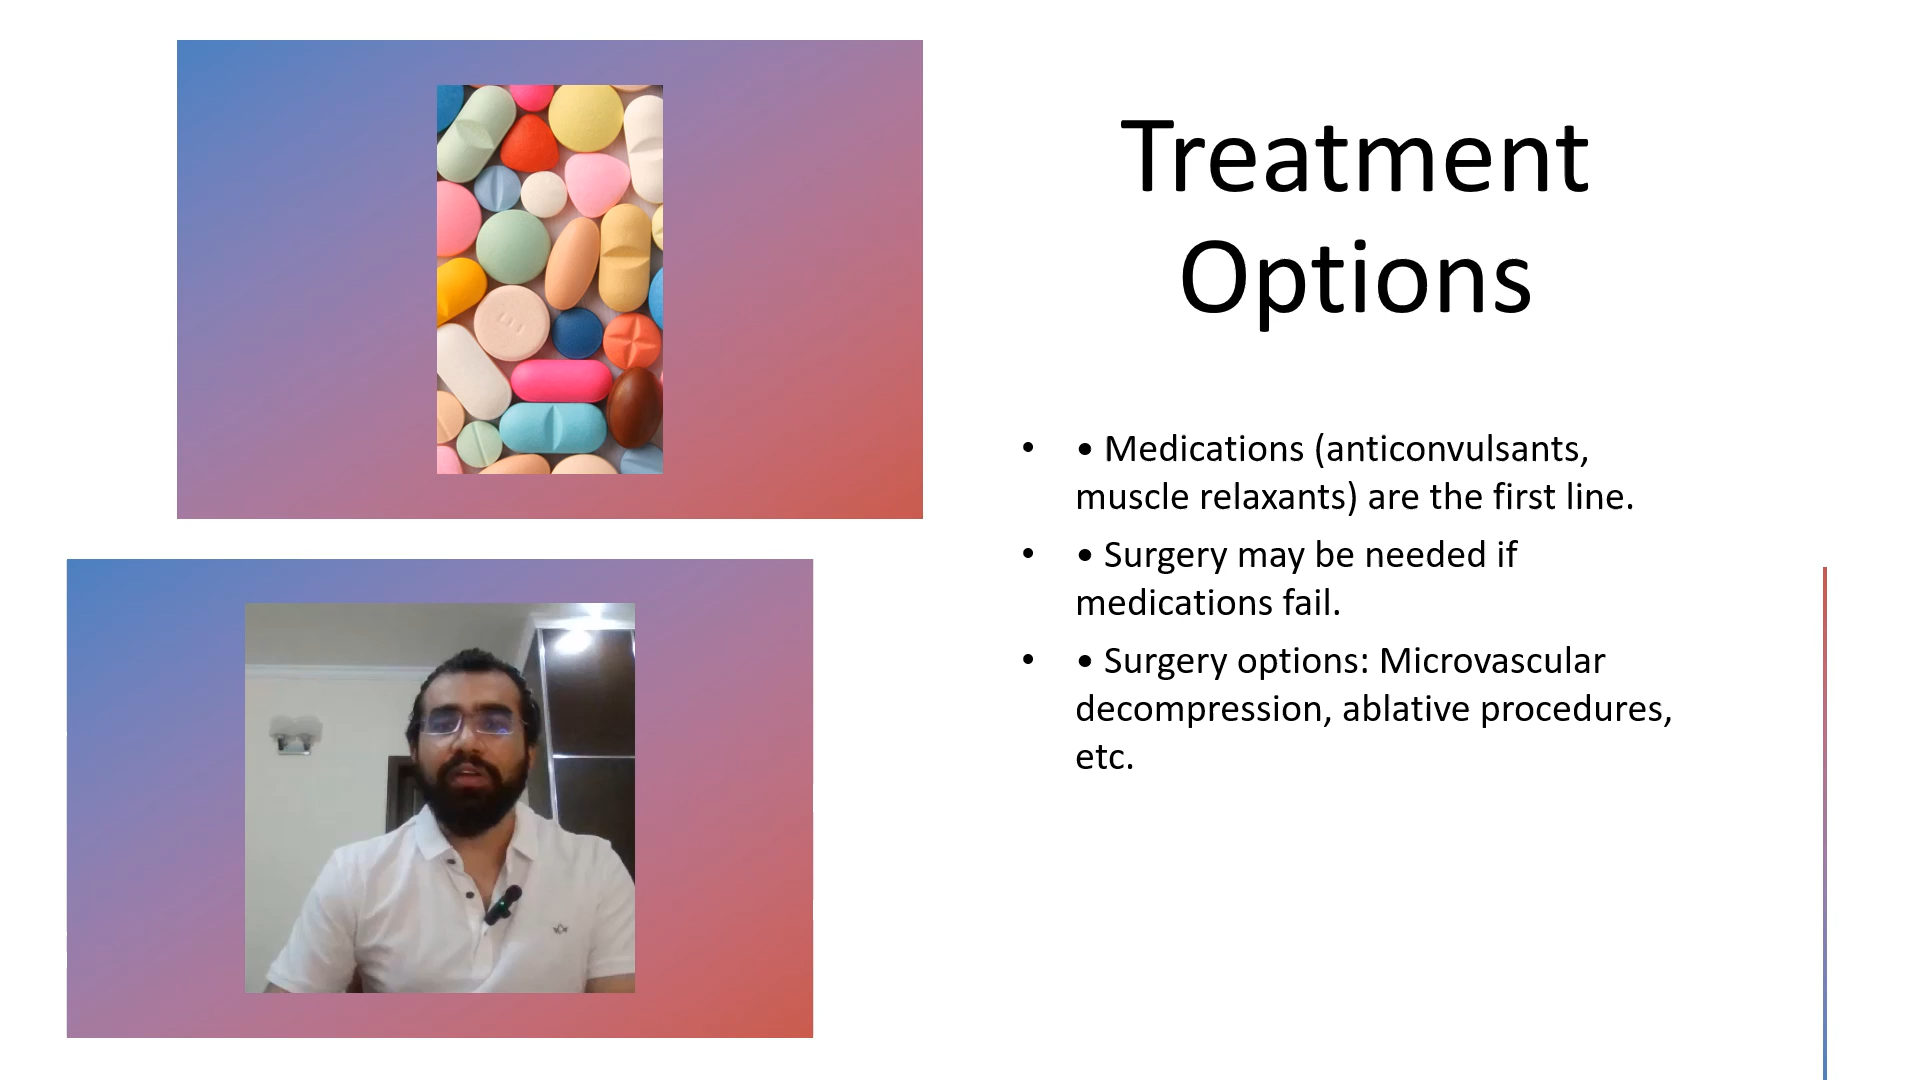 Treatment
Options
• • Medications (anticonvulsants,
muscle relaxants) are the first line.
• • Surgery may be needed if
medications fail.
• • Surgery options: Microvascular
decompression, ablative procedures,
etc.